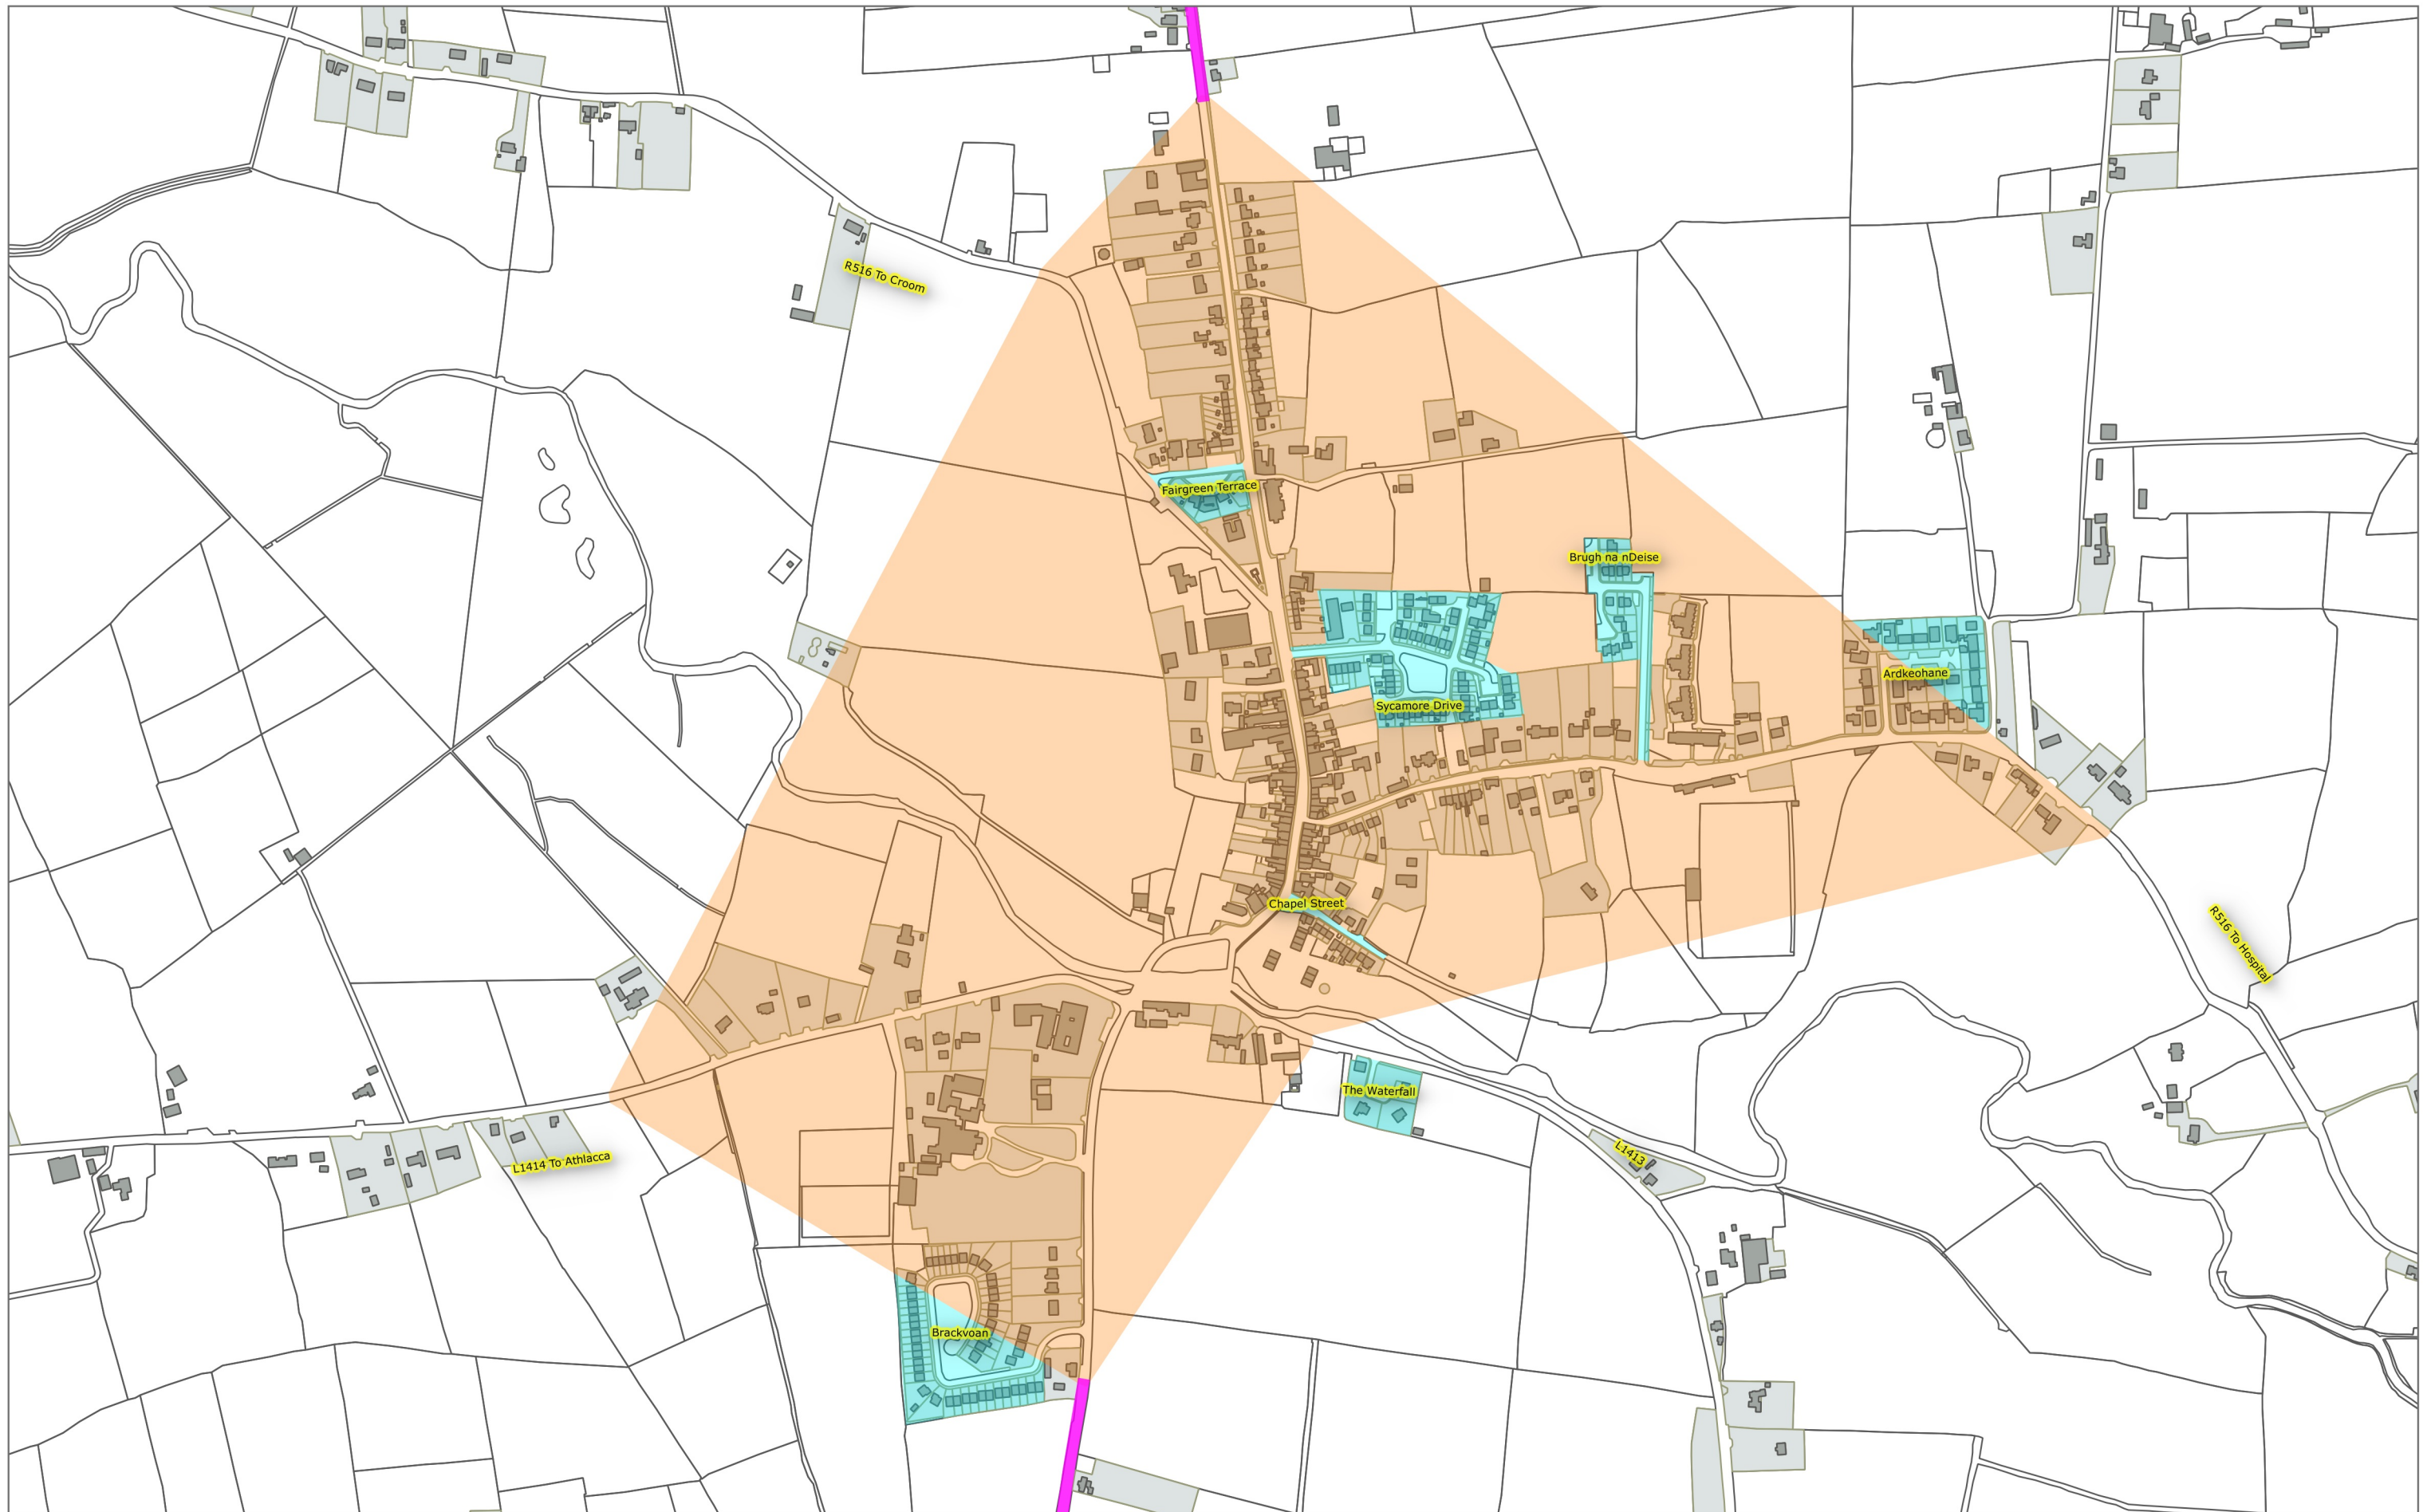 R516 To Croom
Fairgreen Terrace
Brugh na nDeise
Ardkeohane
Sycamore Drive
Chapel Street
R516 To Hospital
The Waterfall
L1413
L1414 To Athlacca
Brackvoan